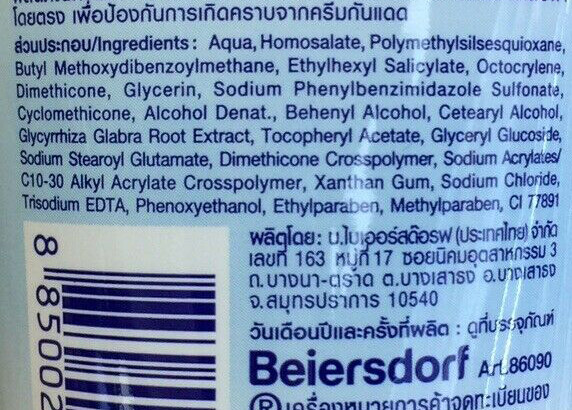 โดยตรง เพื่อป้องกันการเกิดคราบจากครีมกันแดด
ส่วนประกอบ/Ingredients : Aqua, Homosalate, Polymethylsilsesquioxane,
Butyl Methoxydibenzoylmethane, Ethylhexyl Salicylate, Octocrylene,
Dimethicone, Glycerin, Sodium Phenylbenzimidazole Sulfonate,
Cyclomethicone, Alcohol Denat., Behenyl Alcohol, Cetearyl Alcohol,
Glycyrrhiza Glabra Root Extract, Tocopheryl Acetate, Glyceryl Glucoside,
Sodium Stearoyl Glutamate, Dimethicone Crosspolymer, Sodium Acrylates/
C10-30 Alkyl Acrylate Crosspolymer, Xanthan Gum, Sodium Chloride,
Trisodium EDTA, Phenoxyethanol, Ethylparaben, Methylparaben, CI 77891
ผลิตโดย: บ.ไบเออร์สด๊อรฟ (ประเทศไทย) จำกัด
เลขที่ 163 หมู่ที่ 17 ซอยนิคมอุตสาหกรรม 3
ถ.บางนา-ตราด ต.บางเสาธง อ.บางเสาธง
จ.สมุทรปราการ 10540
วันเดือนปีและครั้งที่ผลิต : ดูที่บรรจุภัณฑ์
Beiersdorf Art.86090
® เครื่องหมายการค้าจดทะเบียนของ
8 85002